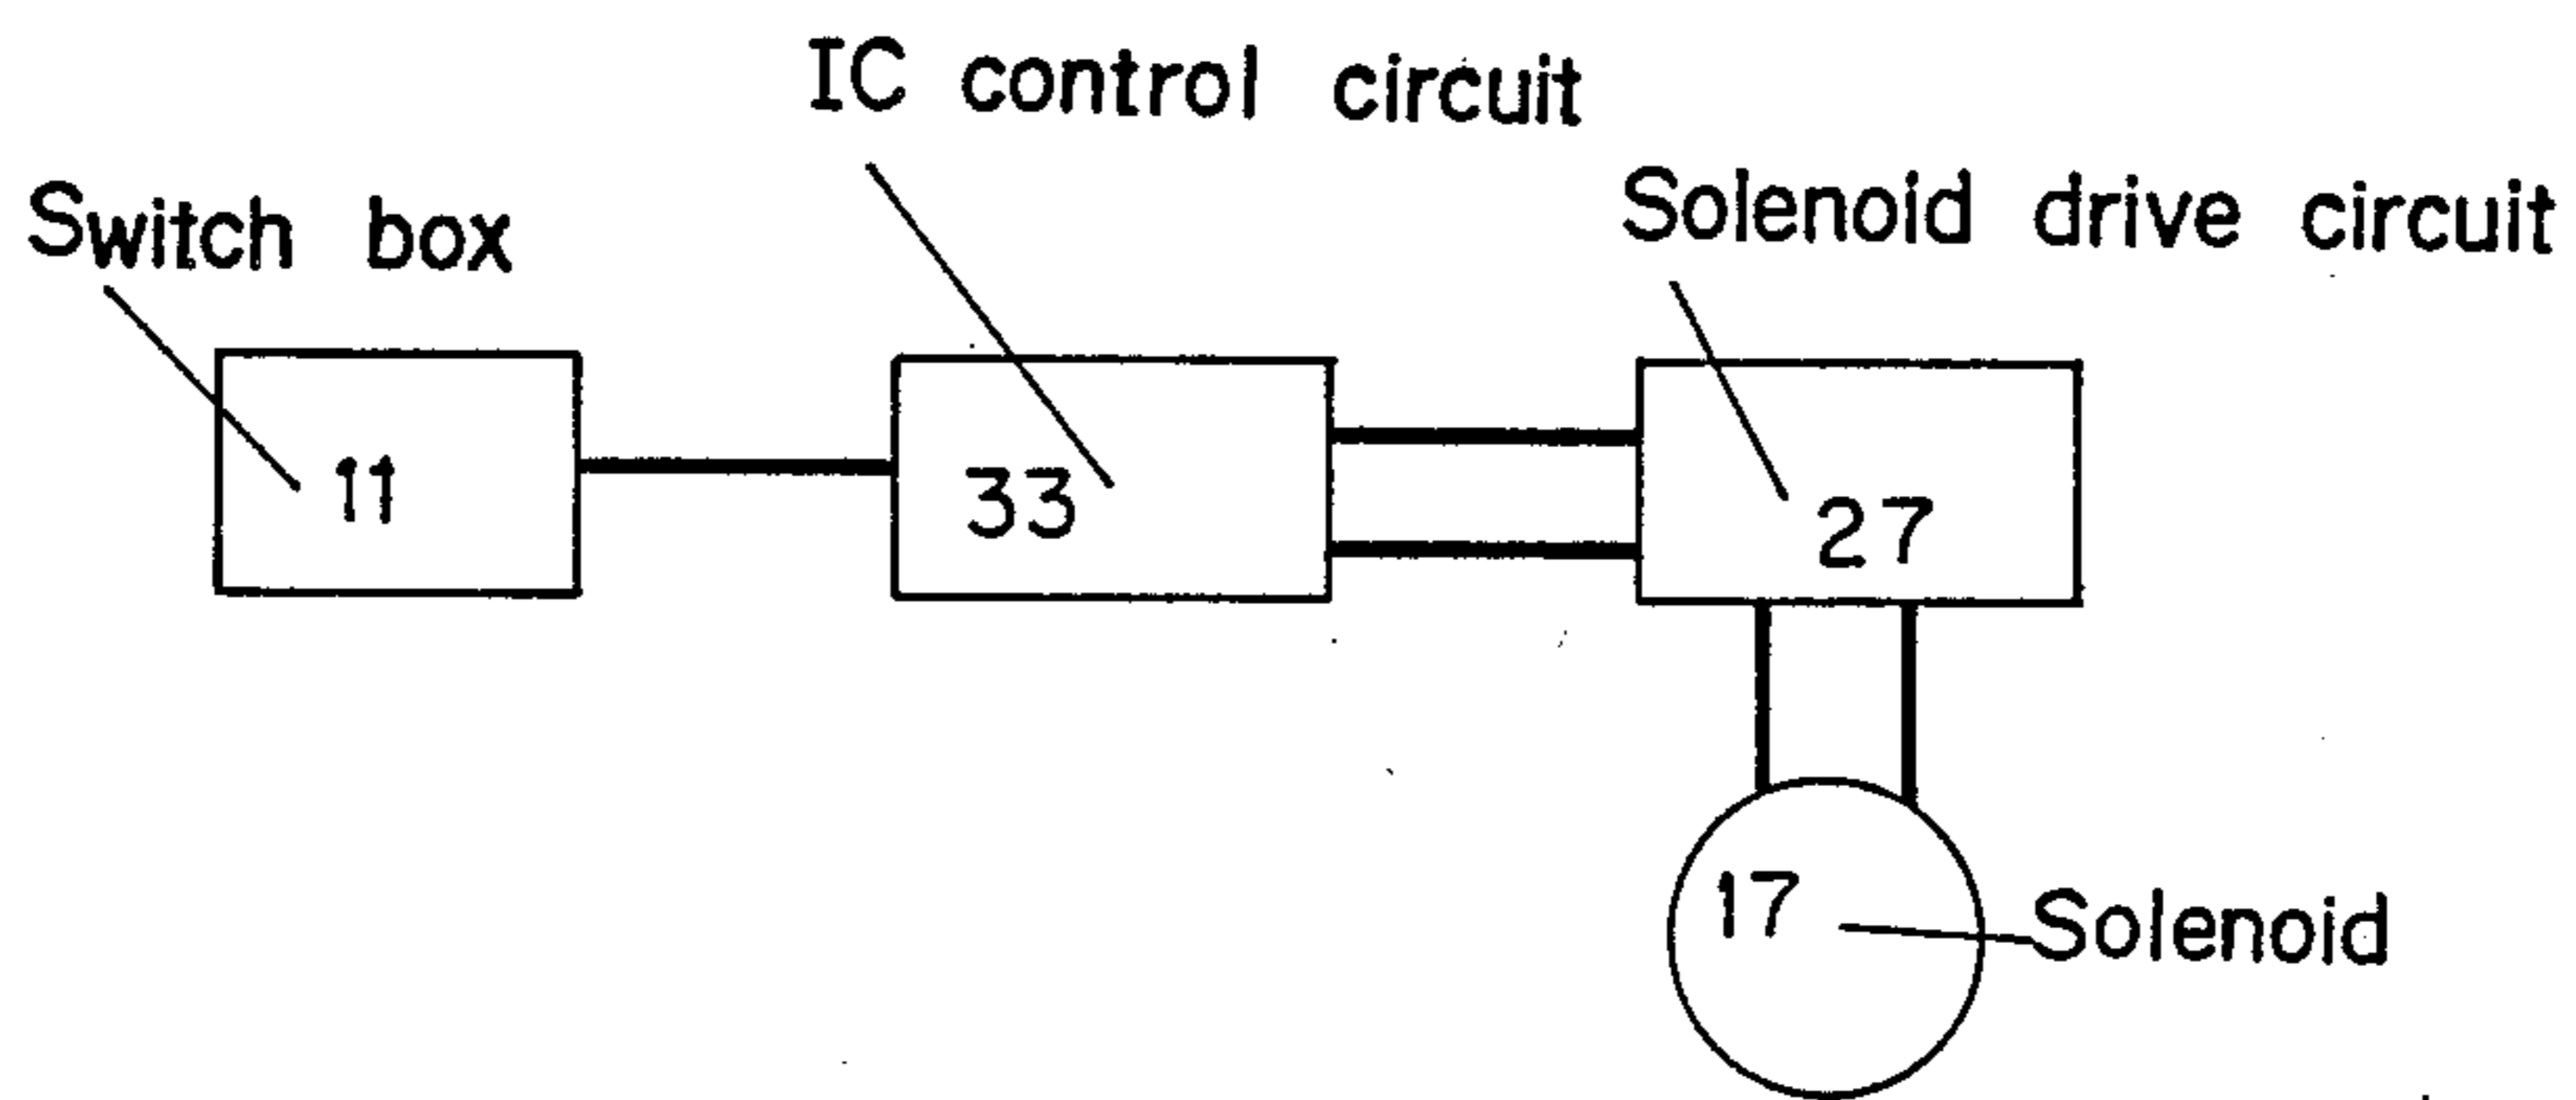 IC control circuit
Switch box
Solenoid drive circuit
11
33
27
17
Solenoid